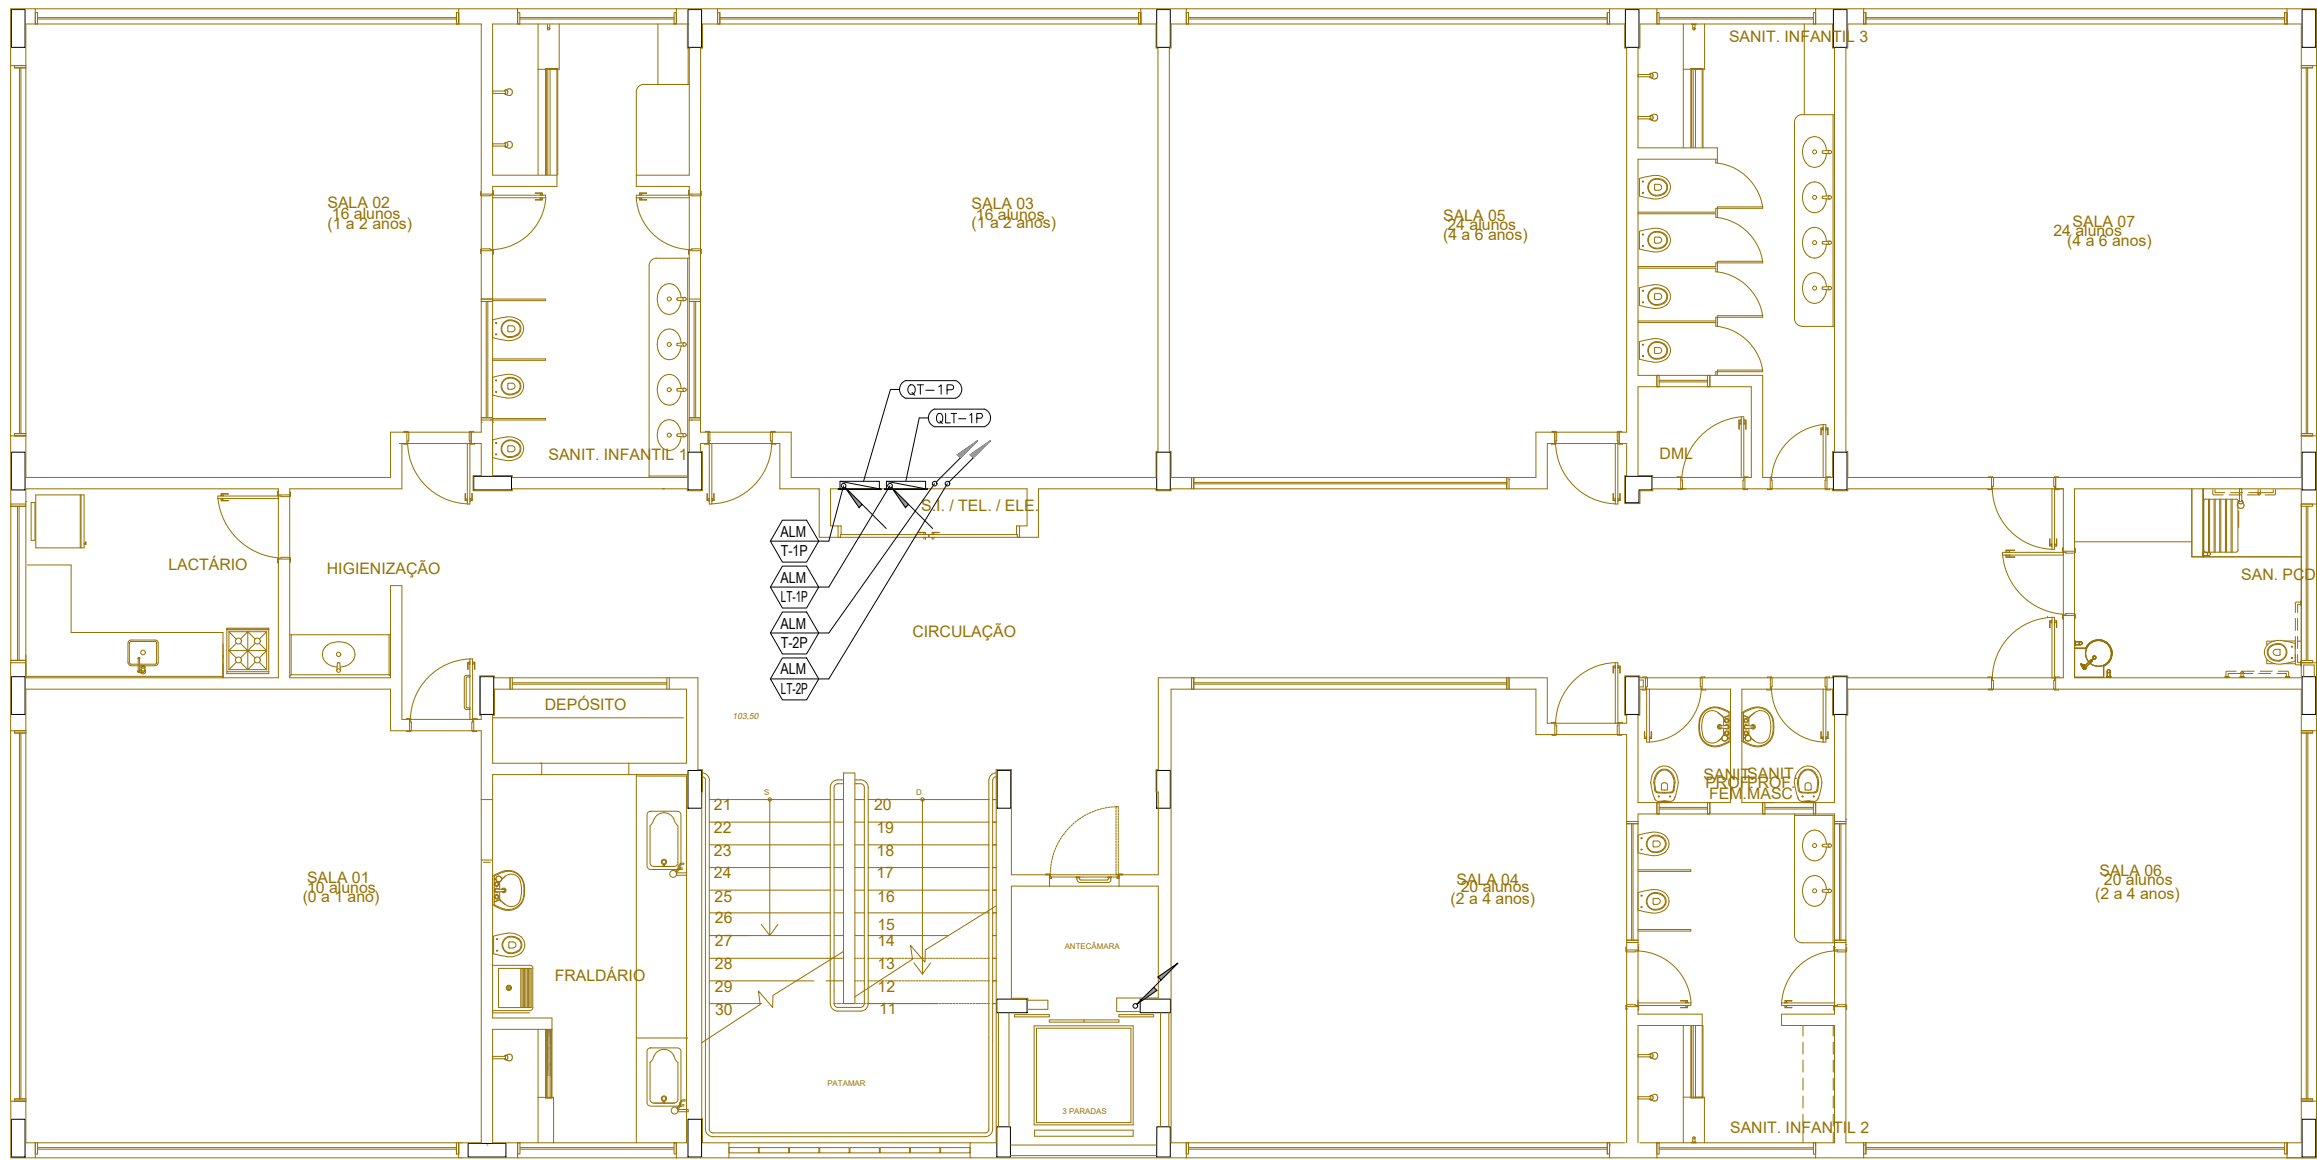 SANIT. INFANTIL 3
SALA 02
16 alunos
(1 a 2 anos)
SALA 03
16 alunos
(1 a 2 anos)
SALA 05
24 alunos
(4 a 6 anos)
SALA 07
24 alunos
(4 a 6 anos)
QT-1P
QLT-1P
SANIT. INFANTIL 1
DML
S.I. / TEL. / ELE.
ALM
T-1P
ALM
LT-1P
ALM
T-2P
ALM
LT-2P
LACTÁRIO
HIGIENIZAÇÃO
CIRCULAÇÃO
SAN. PCD
DEPÓSITO
103,50
S
D
21
22
23
24
25
26
27
28
29
30
20
19
18
17
16
15
14
13
12
11
SALA 01
10 alunos
(0 a 1 ano)
FRALDÁRIO
PATAMAR
ANTECÂMARA
3 PARADAS
SALA 04
20 alunos
(2 a 4 anos)
SANIT.
PROF.
FEM.
SANIT.
PROF.
MASC.
SALA 06
20 alunos
(2 a 4 anos)
SANIT. INFANTIL 2